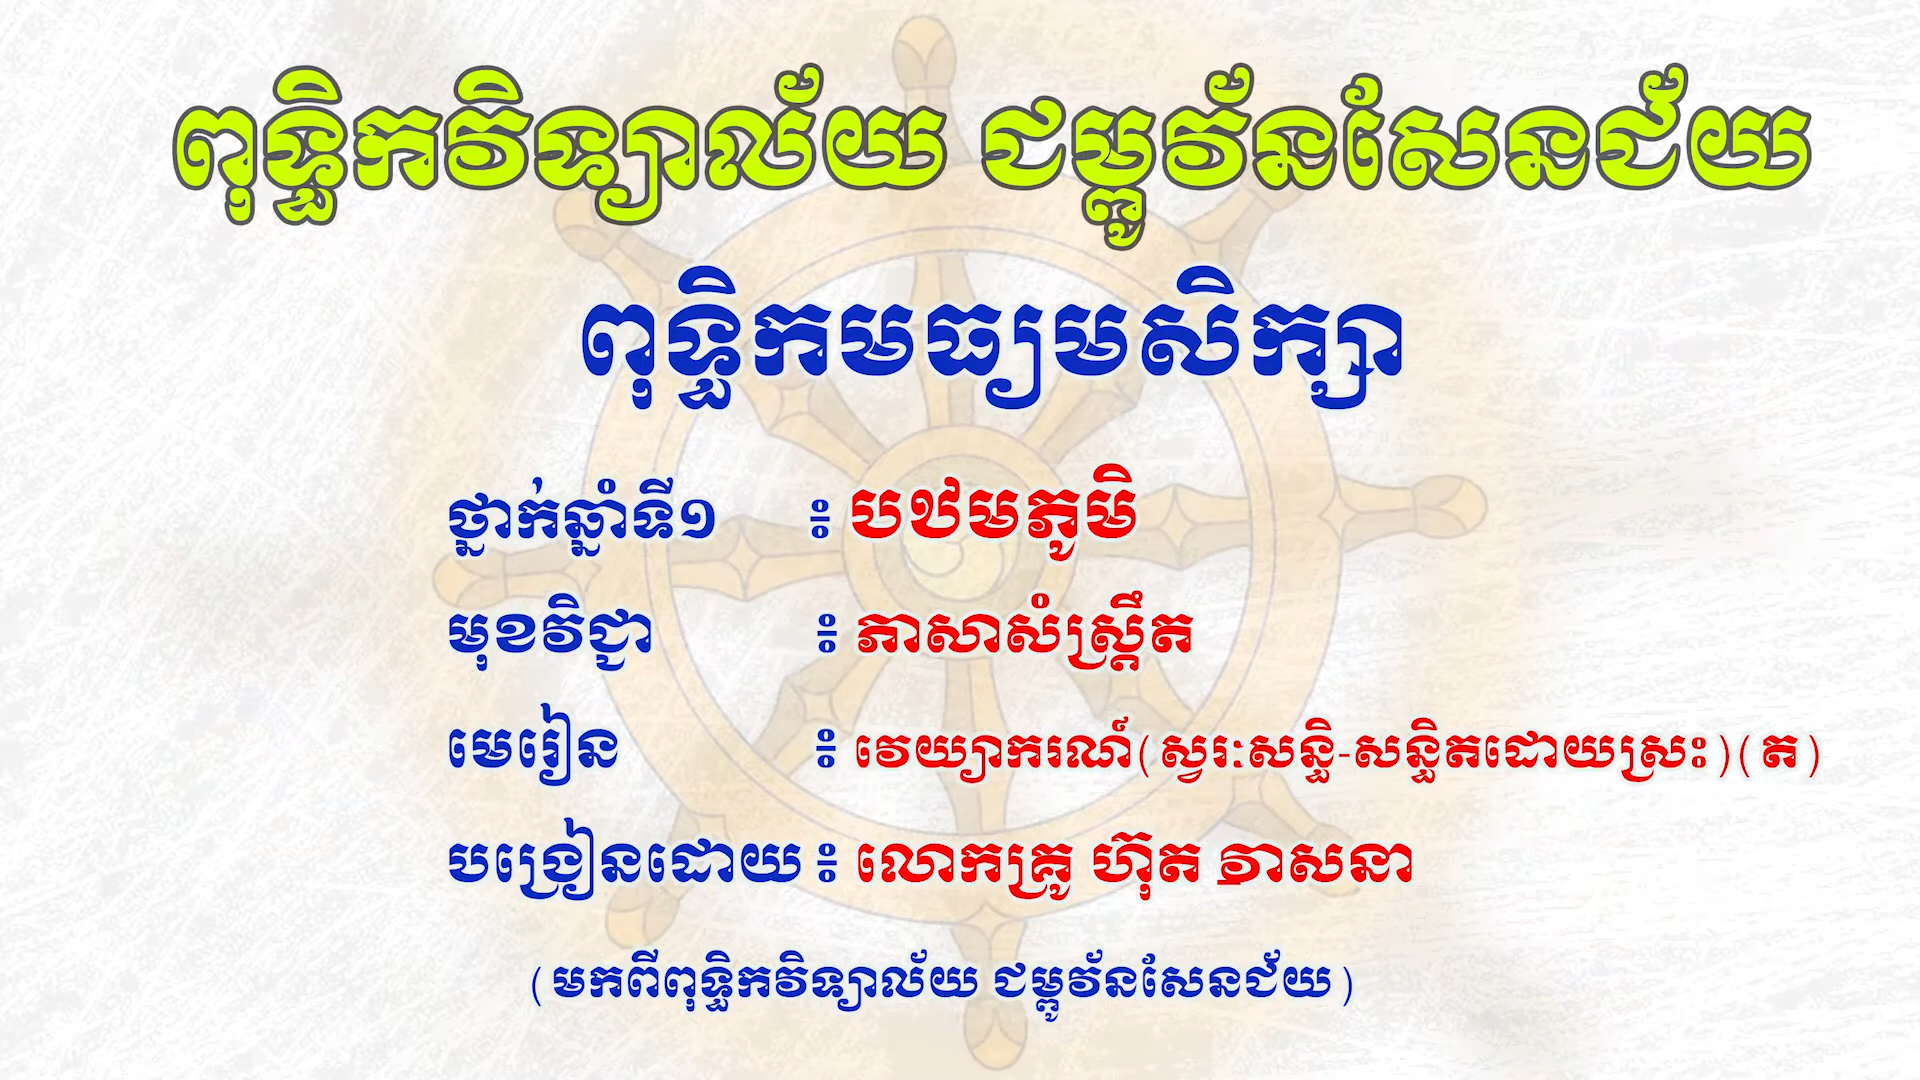 ពុទ្ធិកវិទ្យាល័យ ជម្ពូវ័នសែនជ័យ
ពុទ្ធិកមធ្យមសិក្សា
ថ្នាក់ឆ្នាំទី១ ៖ បឋមភូមិ
មុខវិជ្ជា ៖ ភាសាសំស្ក្រឹត
មេរៀន ៖ វេយ្យាករណ៍(ស្វរៈសន្ធិ-សន្ធិតដោយស្រះ)(ត)
បង្រៀនដោយ ៖ លោកគ្រូ ហ៊ុត វាសនា
(មកពីពុទ្ធិកវិទ្យាល័យ ជម្ពូវ័នសែនជ័យ)